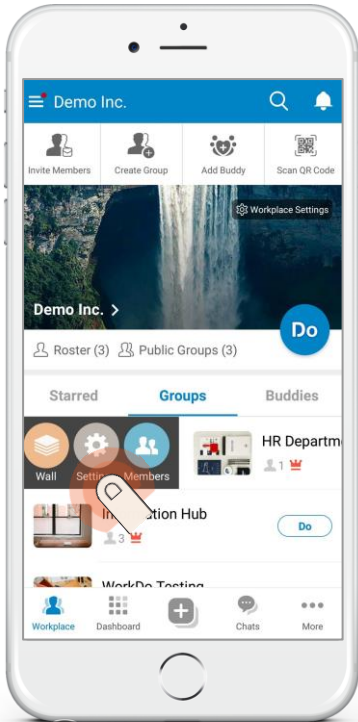 Demo Inc.
Invite Members
Create Group
Add Buddy
Scan QR Code
Workplace Settings
Demo Inc. >
Do
Roster (3) Public Groups (3)
Starred
Groups
Buddies
Wall
Members
HR Departm
1
Hub
3
Do
WorkDo Testing
Workplace
Dashboard
Chats
More